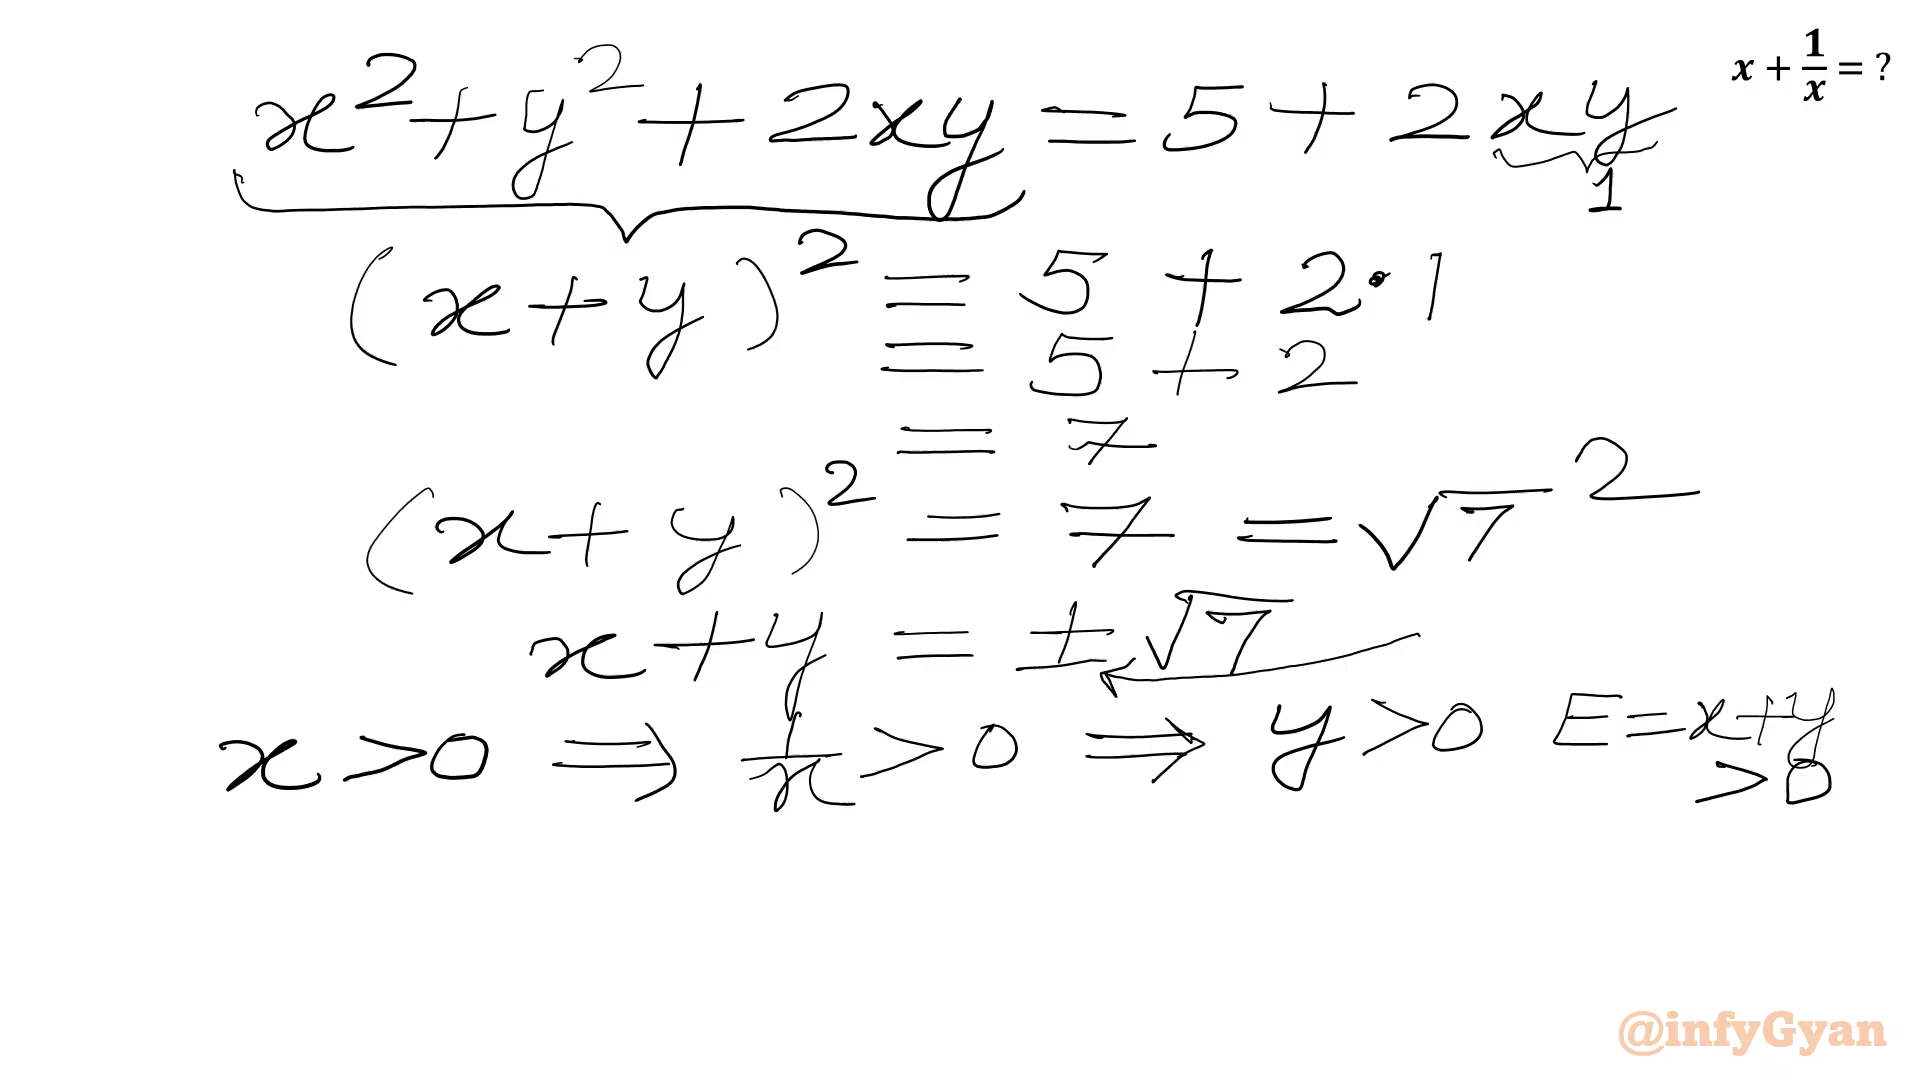 x + 1/x = ?
x² + y² + 2xy = 5 + 2xy
1
(x + y)² = 5 + 2·1
= 5 + 2
= 7
(x + y)² = 7 = √7²
x + y = ±√7
x > 0 ⇒ 1/x > 0 ⇒ y > 0 E = x + y
> 0
@infyGyan